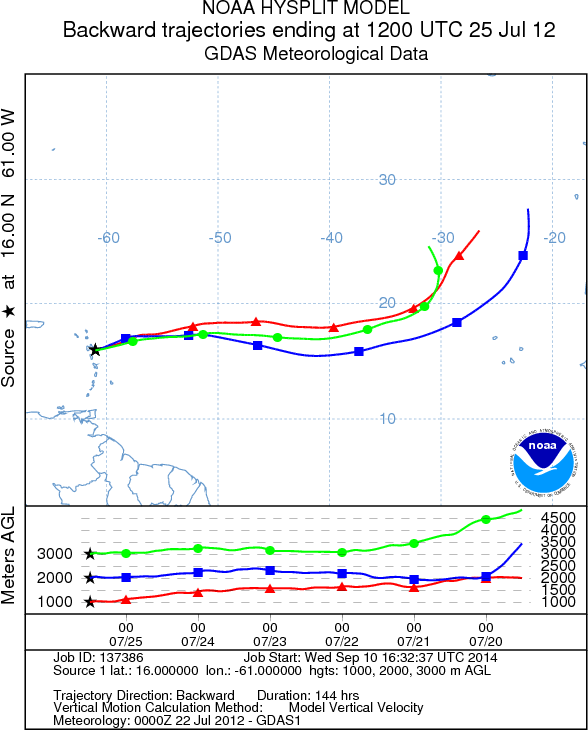 NOAA HYSPLIT MODEL
Backward trajectories ending at 1200 UTC 25 Jul 12
GDAS Meteorological Data
Source ★ at 16.00 N 61.00 W
30
-60 -50 -40 -30 -20
20
10
noaa
Meters AGL
4500
4000
3500
3000 3000
2500
2000 2000
1500
1000 1000
00 00 00 00 00 00
07/25 07/24 07/23 07/22 07/21 07/20
Job ID: 137386 Job Start: Wed Sep 10 16:32:37 UTC 2014
Source 1 lat.: 16.000000 lon.: -61.000000 hgts: 1000, 2000, 3000 m AGL
Trajectory Direction: Backward Duration: 144 hrs
Vertical Motion Calculation Method: Model Vertical Velocity
Meteorology: 0000Z 22 Jul 2012 - GDAS1